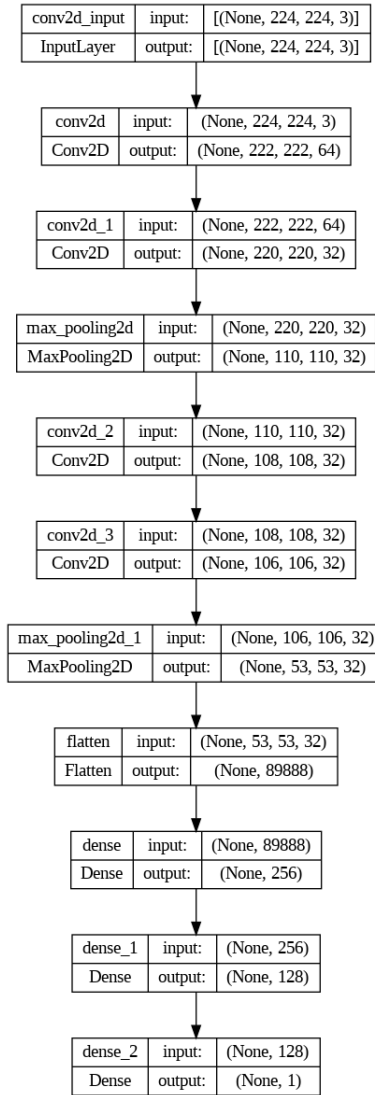 conv2d_input input: [(None, 224, 224, 3)]
InputLayer output: [(None, 224, 224, 3)]
conv2d input: (None, 224, 224, 3)
Conv2D output: (None, 222, 222, 64)
conv2d_1 input: (None, 222, 222, 64)
Conv2D output: (None, 220, 220, 32)
max_pooling2d input: (None, 220, 220, 32)
MaxPooling2D output: (None, 110, 110, 32)
conv2d_2 input: (None, 110, 110, 32)
Conv2D output: (None, 108, 108, 32)
conv2d_3 input: (None, 108, 108, 32)
Conv2D output: (None, 106, 106, 32)
max_pooling2d_1 input: (None, 106, 106, 32)
MaxPooling2D output: (None, 53, 53, 32)
flatten input: (None, 53, 53, 32)
Flatten output: (None, 89888)
dense input: (None, 89888)
Dense output: (None, 256)
dense_1 input: (None, 256)
Dense output: (None, 128)
dense_2 input: (None, 128)
Dense output: (None, 1)